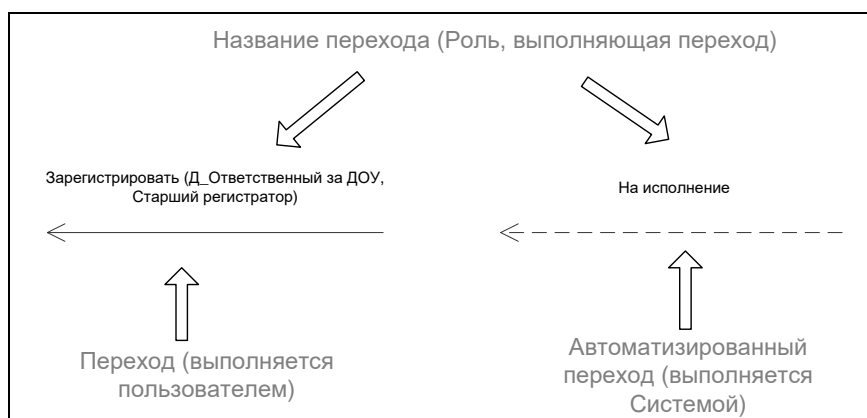 Название перехода (Роль, выполняющая переход)
Зарегистрировать (Д_Ответственный за ДОУ,
Старший регистратор)
На исполнение
Переход (выполняется
пользователем)
Автоматизированный
переход (выполняется
Системой)